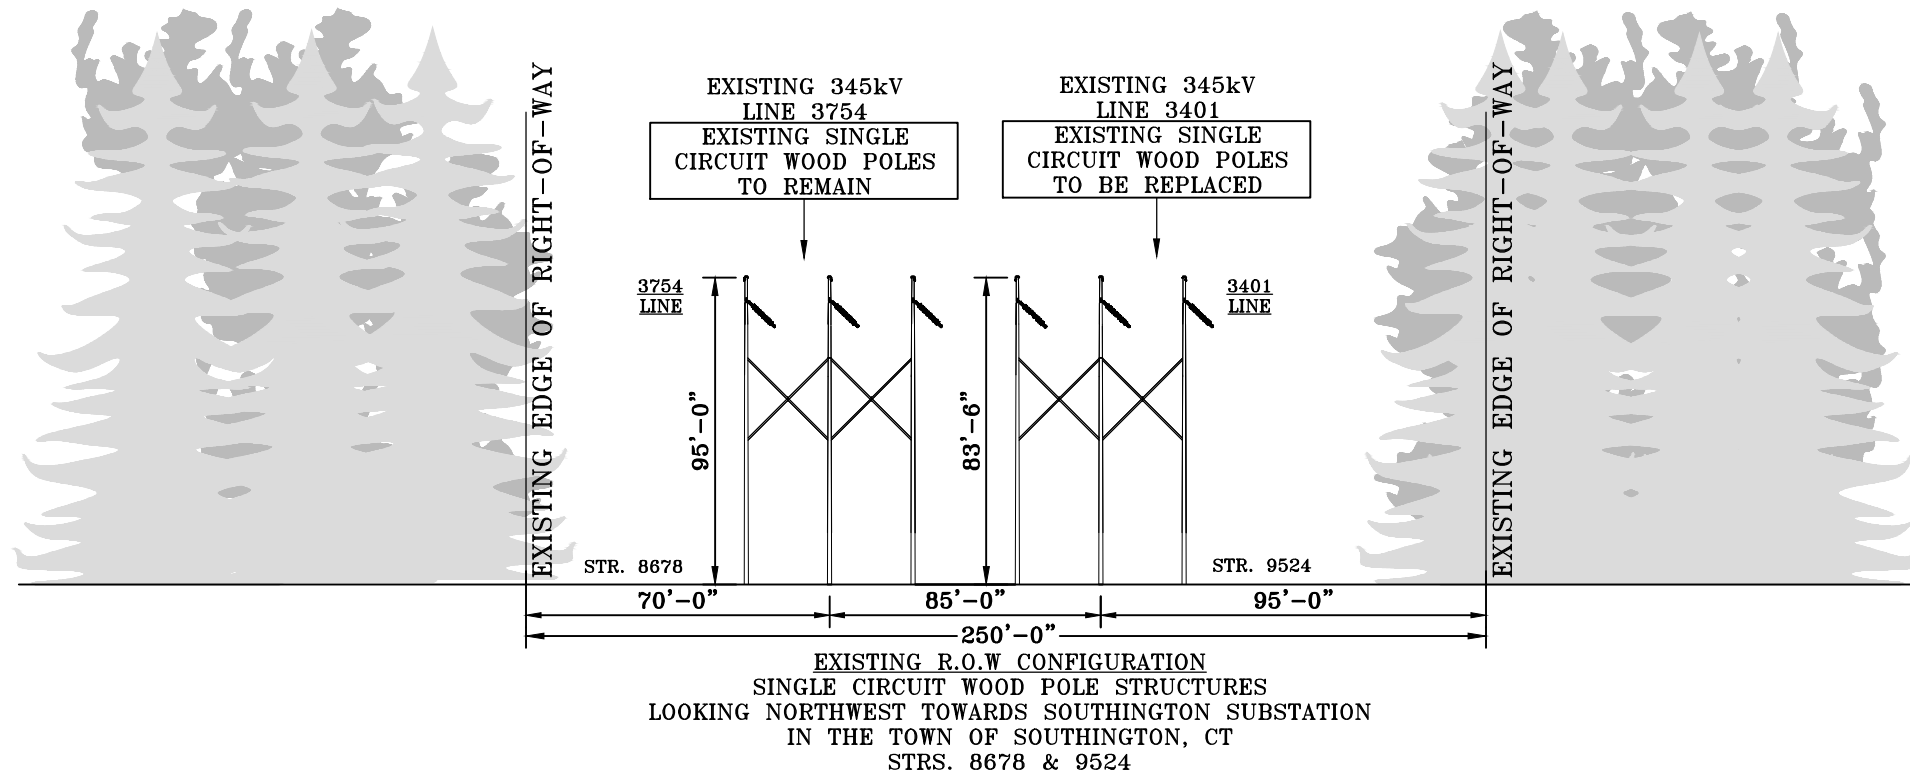 EXISTING EDGE OF RIGHT-OF-WAY
EXISTING 345kV
LINE 3754
EXISTING SINGLE
CIRCUIT WOOD POLES
TO REMAIN
EXISTING 345kV
LINE 3401
EXISTING SINGLE
CIRCUIT WOOD POLES
TO BE REPLACED
EXISTING EDGE OF RIGHT-OF-WAY
3754
LINE
3401
LINE
95'-0"
83'-6"
STR. 8678
STR. 9524
70'-0"
85'-0"
95'-0"
250'-0"
EXISTING R.O.W CONFIGURATION
SINGLE CIRCUIT WOOD POLE STRUCTURES
LOOKING NORTHWEST TOWARDS SOUTHINGTON SUBSTATION
IN THE TOWN OF SOUTHINGTON, CT
STRS. 8678 & 9524